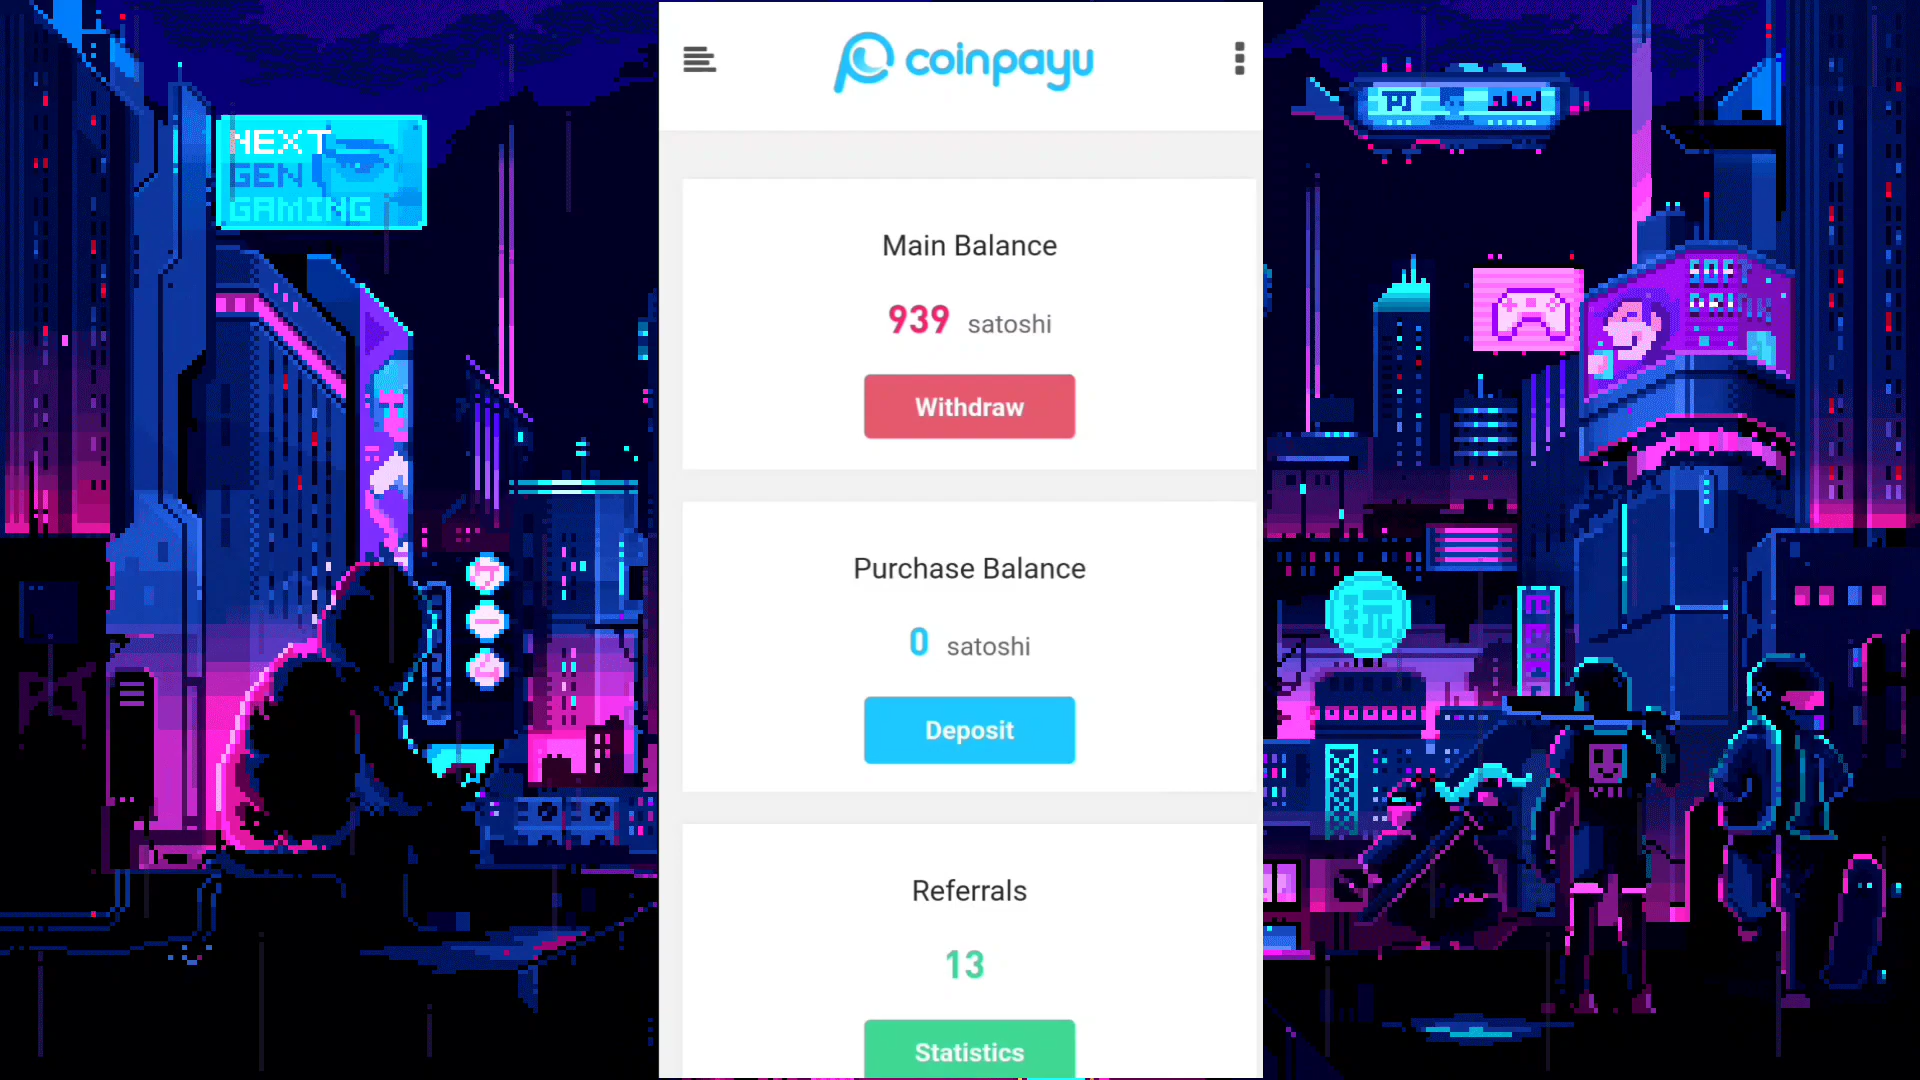 coinpayu
NEXT
GEN
GAMING
Main Balance
939 satoshi
Withdraw
Purchase Balance
0 satoshi
Deposit
Referrals
13
Statistics